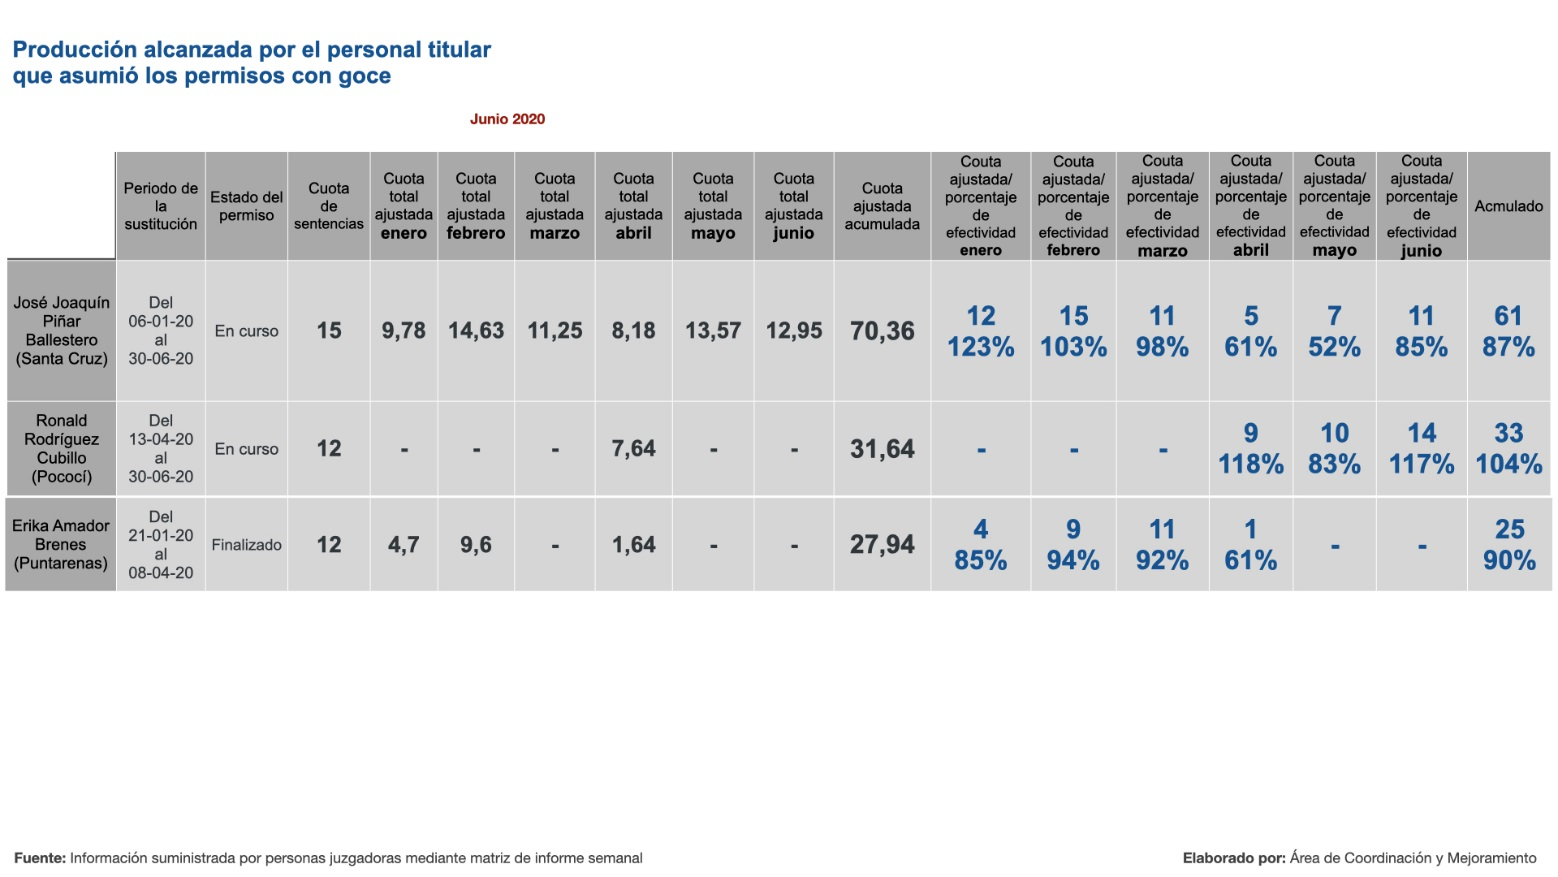 Producción alcanzada por el personal titular
que asumió los permisos con goce
Junio 2020
Periodo de
la
sustitución
Estado del
permiso
Cuota
de
sentencias
Cuota
total
ajustada
enero
Cuota
total
ajustada
febrero
Cuota
total
ajustada
marzo
Cuota
total
ajustada
abril
Cuota
total
ajustada
mayo
Cuota
total
ajustada
junio
Cuota
ajustada
acumulada
Couta
ajustada/
porcentaje
de
efectividad
enero
Couta
ajustada/
porcentaje
de
efectividad
febrero
Couta
ajustada/
porcentaje
de
efectividad
marzo
Couta
ajustada/
porcentaje
de
efectividad
abril
Couta
ajustada/
porcentaje
de
efectividad
mayo
Couta
ajustada/
porcentaje
de
efectividad
junio
Acmulado
José Joaquín
Piñar
Ballestero
(Santa Cruz)
Del
06-01-20
al
30-06-20
En curso
15
9,78
14,63
11,25
8,18
13,57
12,95
70,36
12
123%
15
103%
11
98%
5
61%
7
52%
11
85%
61
87%
Ronald
Rodríguez
Cubillo
(Pococí)
Del
13-04-20
al
30-06-20
En curso
12
-
-
-
7,64
-
-
31,64
-
-
-
9
118%
10
83%
14
117%
33
104%
Erika Amador
Brenes
(Puntarenas)
Del
21-01-20
al
08-04-20
Finalizado
12
4,7
9,6
-
1,64
-
-
27,94
4
85%
9
94%
11
92%
1
61%
-
-
25
90%
Fuente: Información suministrada por personas juzgadoras mediante matriz de informe semanal
Elaborado por: Área de Coordinación y Mejoramiento